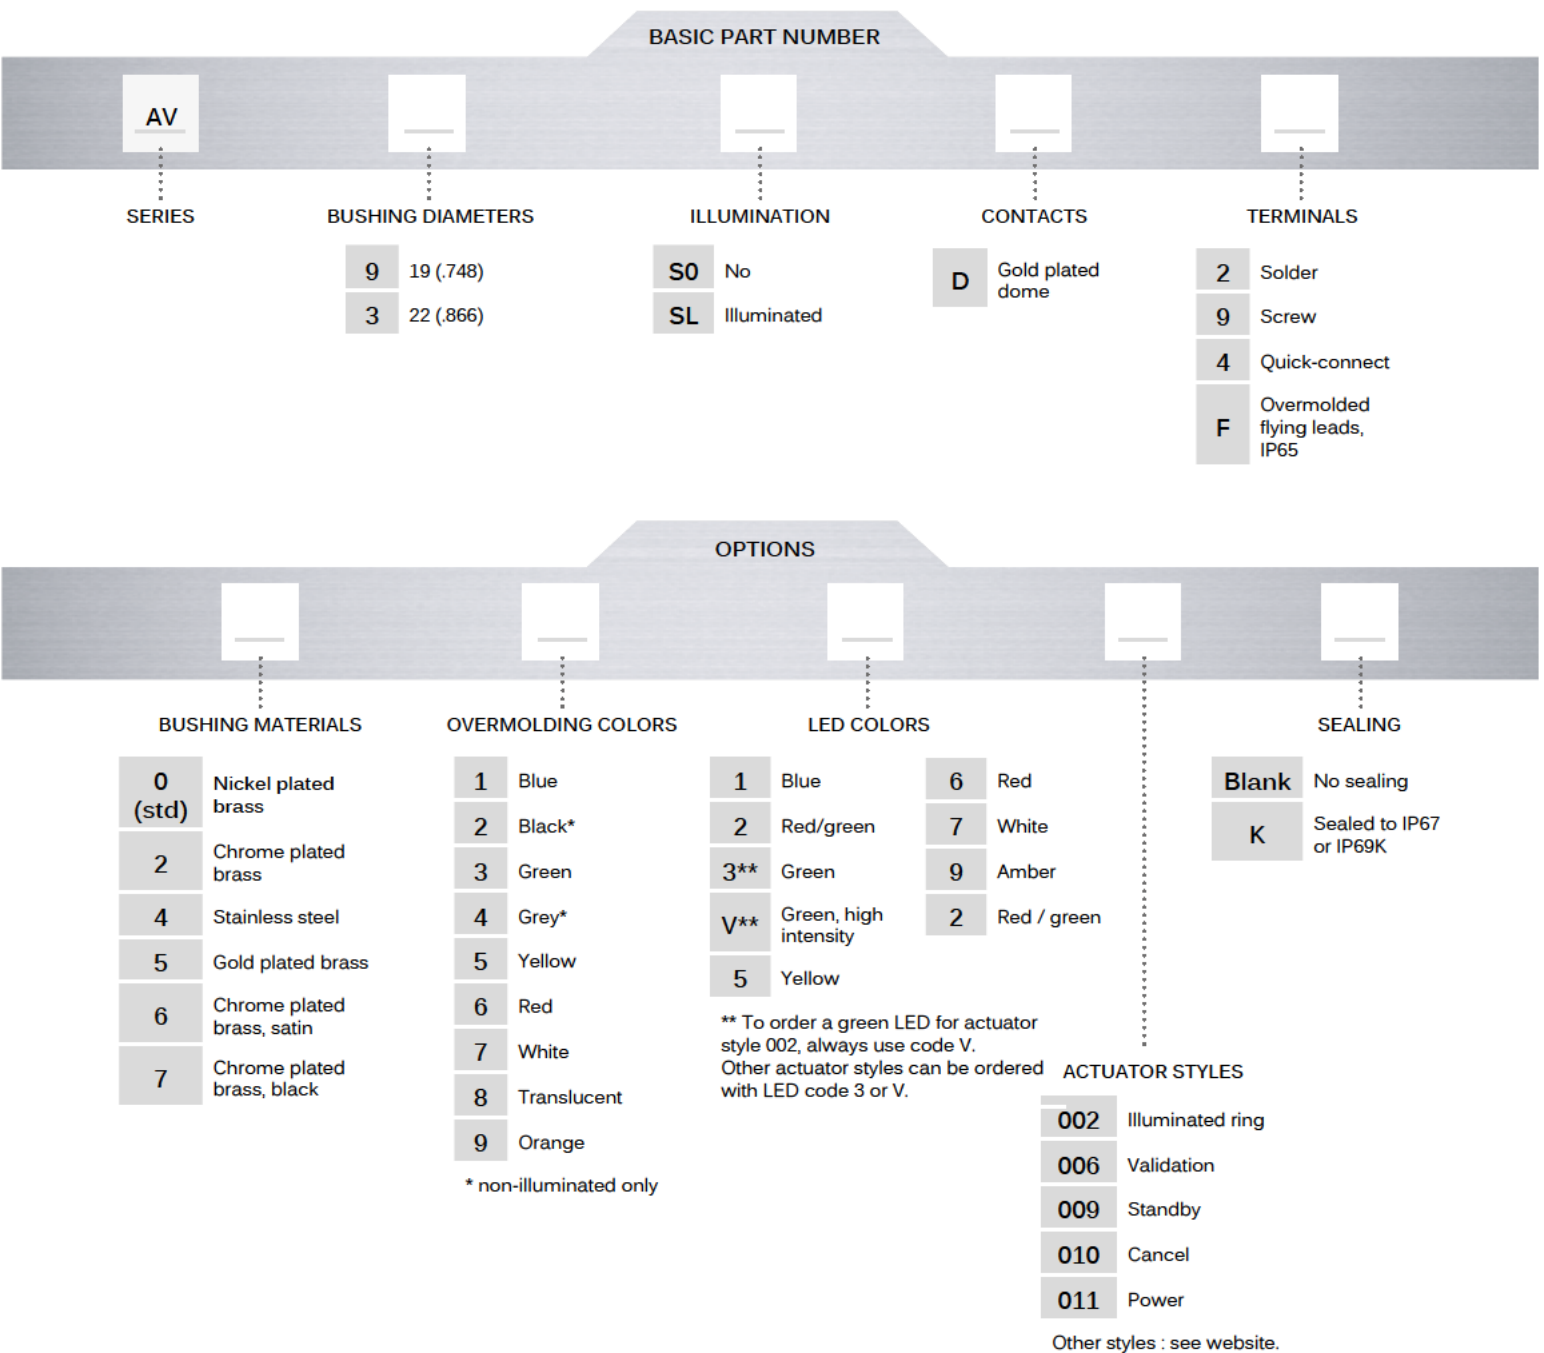 BASIC PART NUMBER
AV
SERIES
BUSHING DIAMETERS
9 19 (.748)
3 22 (.866)
ILLUMINATION
S0 No
SL Illuminated
CONTACTS
D Gold plated
dome
TERMINALS
2 Solder
9 Screw
4 Quick-connect
F Overmolded
flying leads,
IP65
OPTIONS
BUSHING MATERIALS
0
(std)
Nickel plated
brass
2 Chrome plated
brass
4 Stainless steel
5 Gold plated brass
6 Chrome plated
brass, satin
7 Chrome plated
brass, black
OVERMOLDING COLORS
1 Blue
2 Black*
3 Green
4 Grey*
5 Yellow
6 Red
7 White
8 Translucent
9 Orange
* non-illuminated only
LED COLORS
1 Blue
2 Red/green
3** Green
V** Green, high
intensity
5 Yellow
6 Red
7 White
9 Amber
2 Red / green
** To order a green LED for actuator
style 002, always use code V.
Other actuator styles can be ordered
with LED code 3 or V.
ACTUATOR STYLES
002 Illuminated ring
006 Validation
009 Standby
010 Cancel
011 Power
Other styles : see website.
SEALING
Blank No sealing
K Sealed to IP67
or IP69K